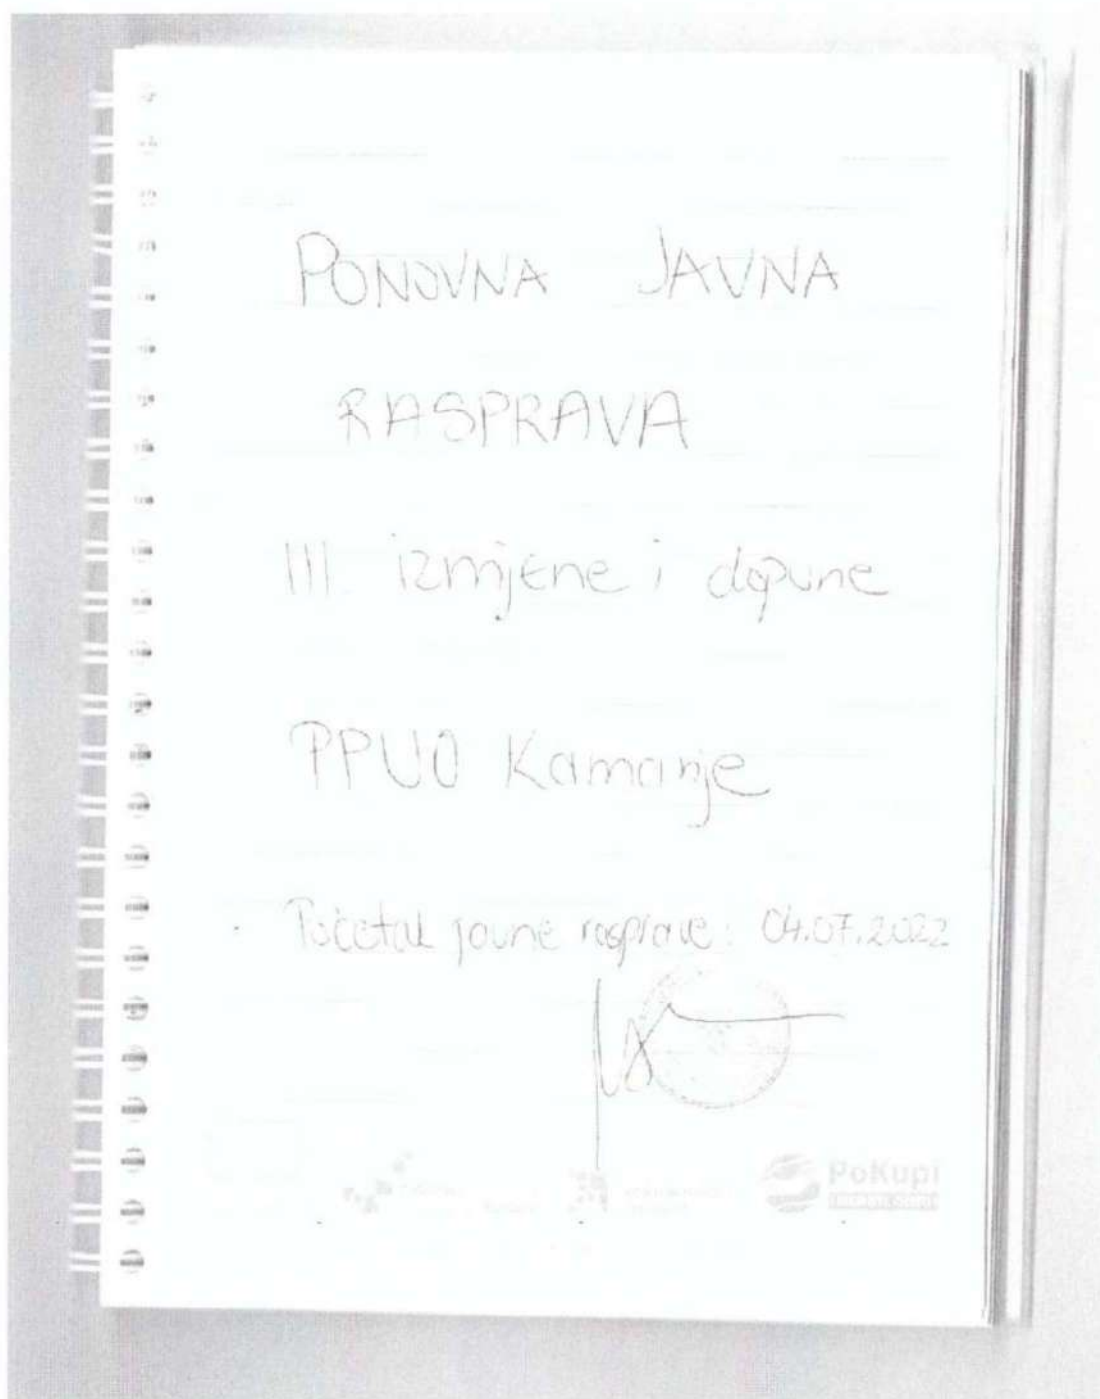 PONOVNA JAVNA
RASPRAVA
III. izmjene i dopune
PPUO Kamanje
Početak javne rasprave: 04.07.2022
PoKupi